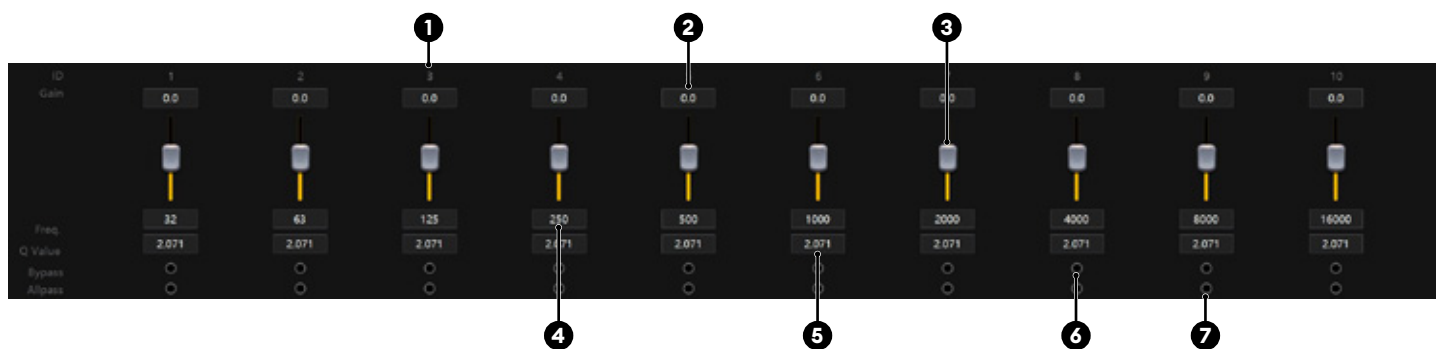 1 2 3
ID 1 2 3 4 6 8 9 10
Gain 0.0 0.0 0.0 0.0 0.0 0.0 0.0 0.0 0.0 0.0
Freq. 32 63 125 250 500 1000 2000 4000 8000 16000
Q Value 2.071 2.071 2.071 2.071 2.071 2.071 2.071 2.071 2.071 2.071
Bypass
Allpass
4 5 6 7